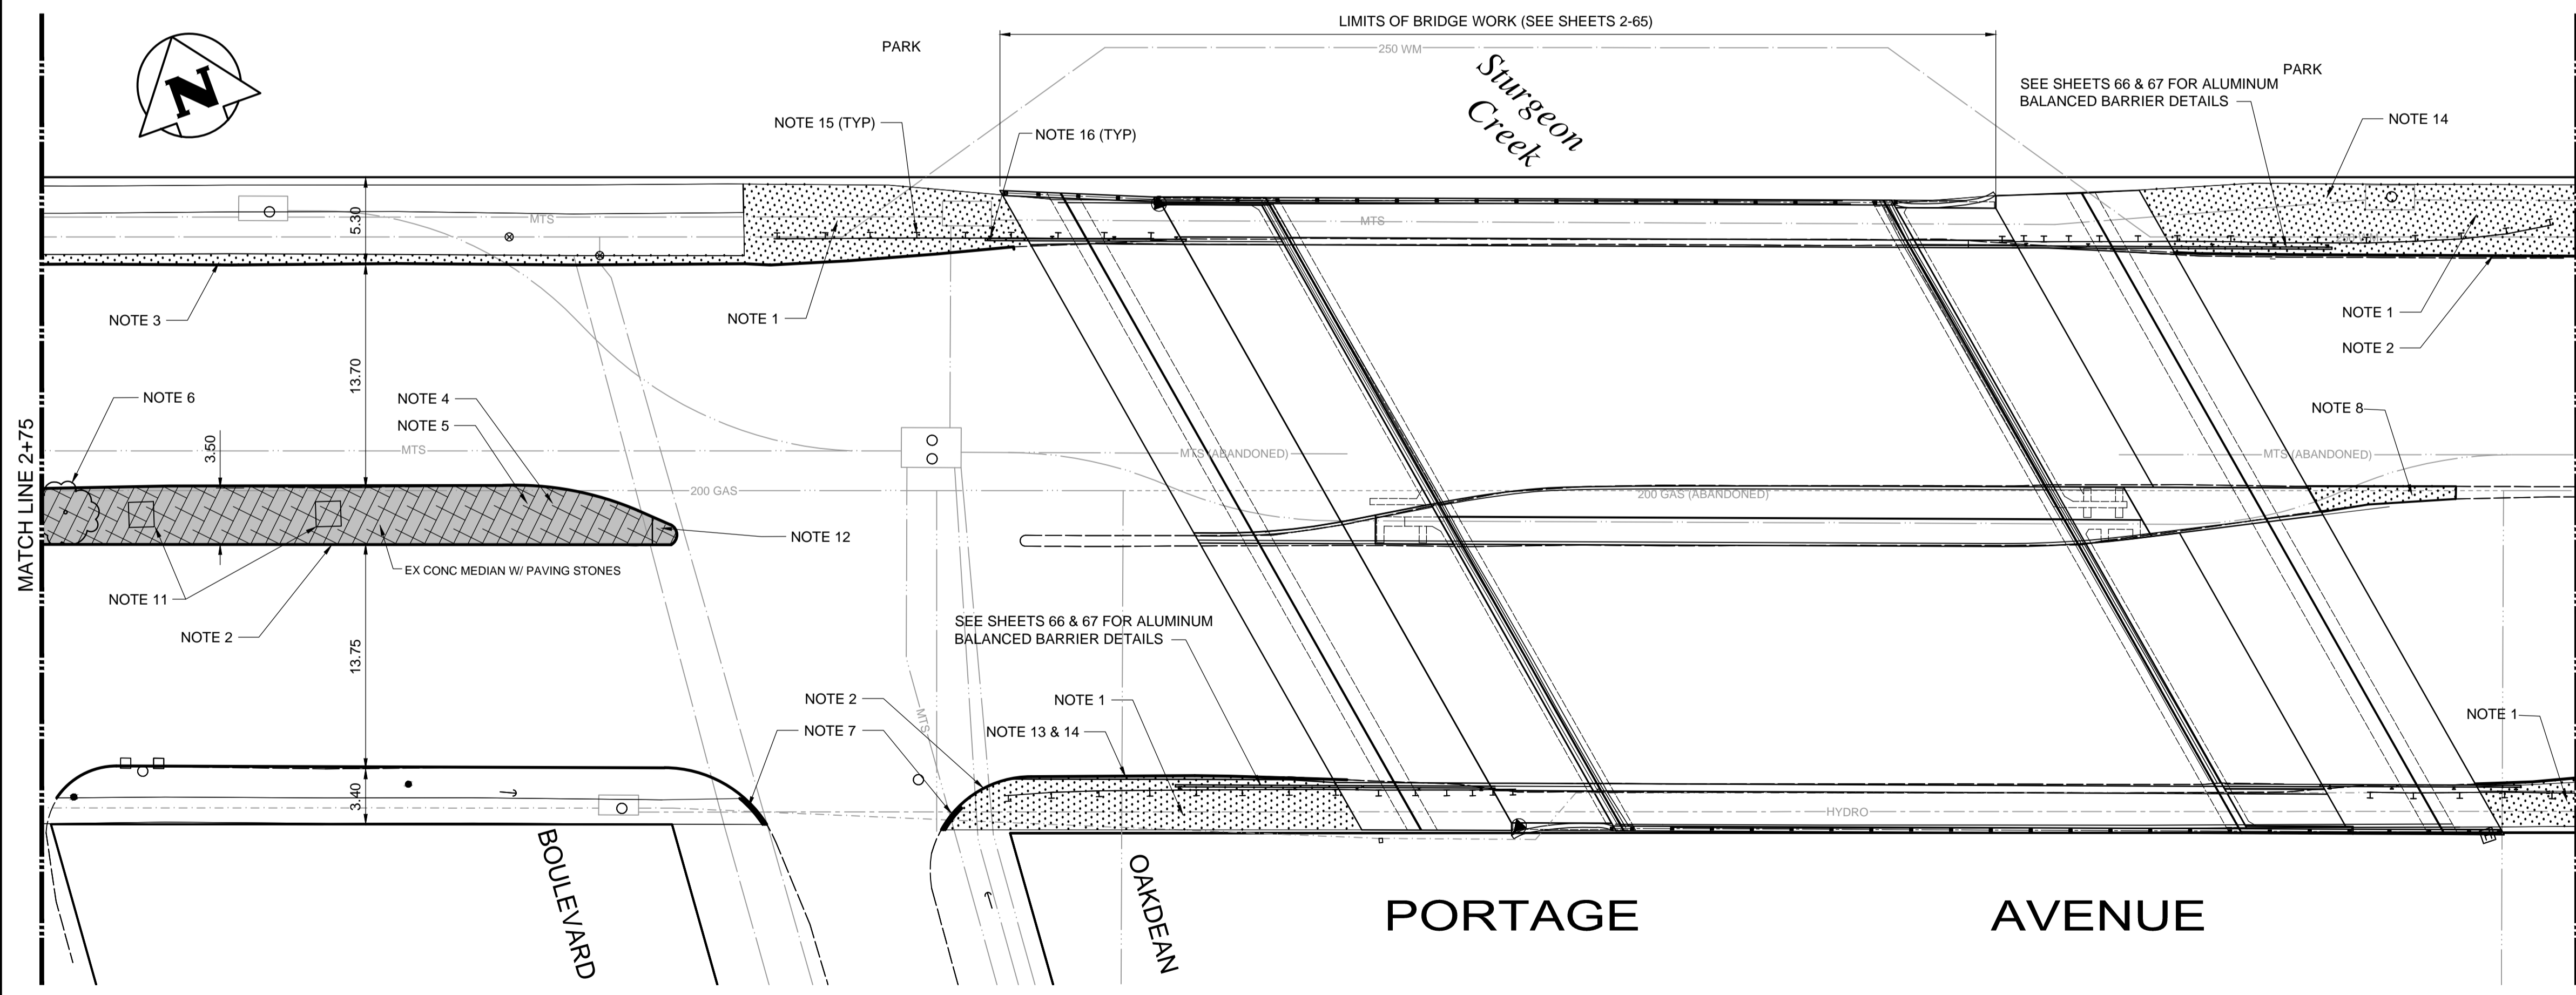 LIMITS OF BRIDGE WORK (SEE SHEETS 2-65)
PARK
250 WM
Sturgeon
Creek
PARK
SEE SHEETS 66 & 67 FOR ALUMINUM
BALANCED BARRIER DETAILS
N
NOTE 15 (TYP)
NOTE 16 (TYP)
NOTE 14
5.30
MTS
MTS
NOTE 3
NOTE 1
NOTE 1
NOTE 2
13.70
NOTE 6
NOTE 4
NOTE 5
NOTE 8
3.50
MTS
MTS (ABANDONED)
MTS (ABANDONED)
MATCH LINE 2+75
200 GAS
200 GAS (ABANDONED)
NOTE 12
EX CONC MEDIAN W/ PAVING STONES
NOTE 11
NOTE 2
13.75
SEE SHEETS 66 & 67 FOR ALUMINUM
BALANCED BARRIER DETAILS
NOTE 2
NOTE 1
NOTE 7
NOTE 13 & 14
MTS
NOTE 1
3.40
HYDRO
BOULEVARD
OAKDEAN
PORTAGE AVENUE